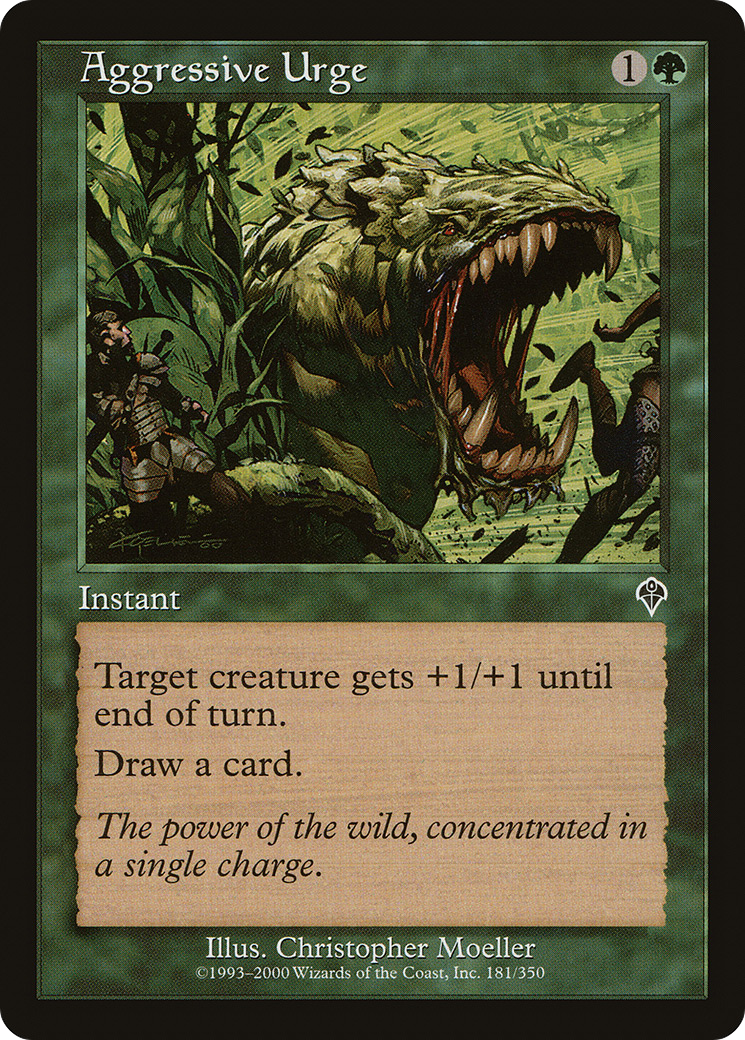 Aggressive Urge 1
Instant
Target creature gets +1/+1 until
end of turn.
Draw a card.
The power of the wild, concentrated in
a single charge.
Illus. Christopher Moeller
©1993–2000 Wizards of the Coast, Inc. 181/350